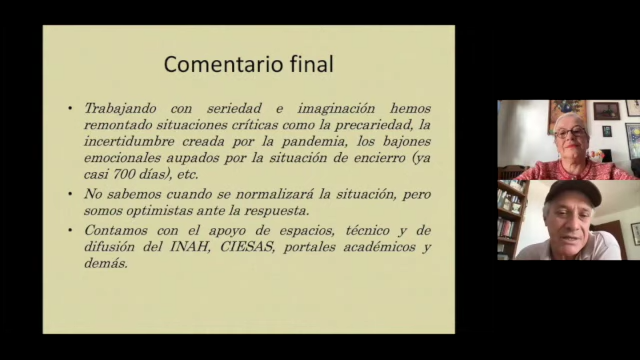 Comentario final
• Trabajando con seriedad e imaginación hemos
remontado situaciones críticas como la precariedad, la
incertidumbre creada por la pandemia, los bajones
emocionales aupados por la situación de encierro (ya
casi 700 días), etc.
• No sabemos cuando se normalizará la situación, pero
somos optimistas ante la respuesta.
• Contamos con el apoyo de espacios, técnico y de
difusión del INAH, CIESAS, portales académicos y
demás.